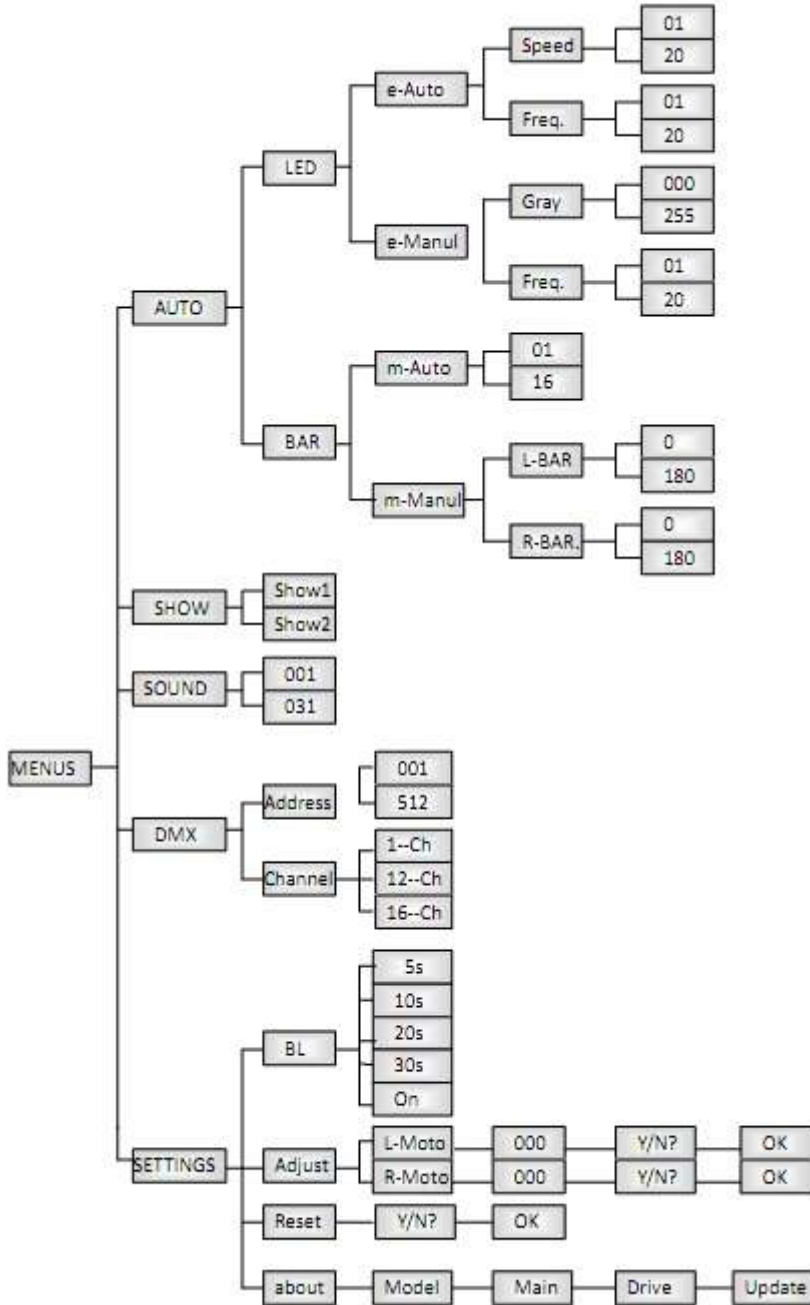 MENUS
AUTO
LED
e-Auto
Speed
01
20
Freq.
01
20
e-Manul
Gray
000
255
Freq.
01
20
BAR
m-Auto
01
16
m-Manul
L-BAR
0
180
R-BAR.
0
180
SHOW
Show1
Show2
SOUND
001
031
DMX
Address
001
512
Channel
1--Ch
12--Ch
16--Ch
SETTINGS
BL
5s
10s
20s
30s
On
Adjust
L-Moto 000 Y/N? OK
R-Moto 000 Y/N? OK
Reset Y/N? OK
about Model Main Drive Update